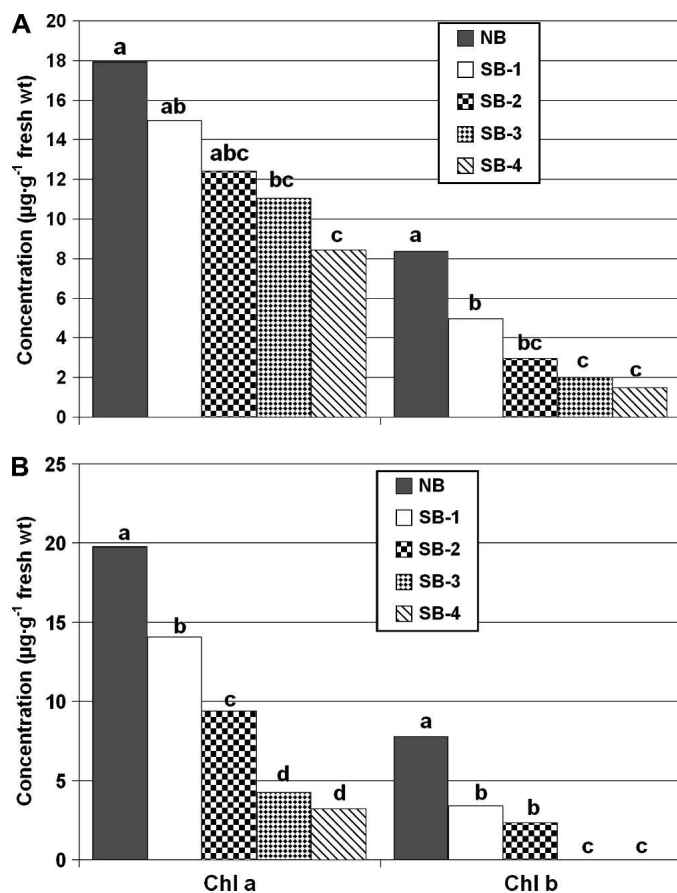 A
Concentration (µg·g⁻¹ fresh wt)
20
18
16
14
12
10
8
6
4
2
0
a
ab
abc
bc
c
a
b
bc
c
c
NB
SB-1
SB-2
SB-3
SB-4
B
Concentration (µg·g⁻¹ fresh wt)
25
20
15
10
5
0
a
b
c
d
d
a
b
b
c
c
NB
SB-1
SB-2
SB-3
SB-4
Chl a
Chl b